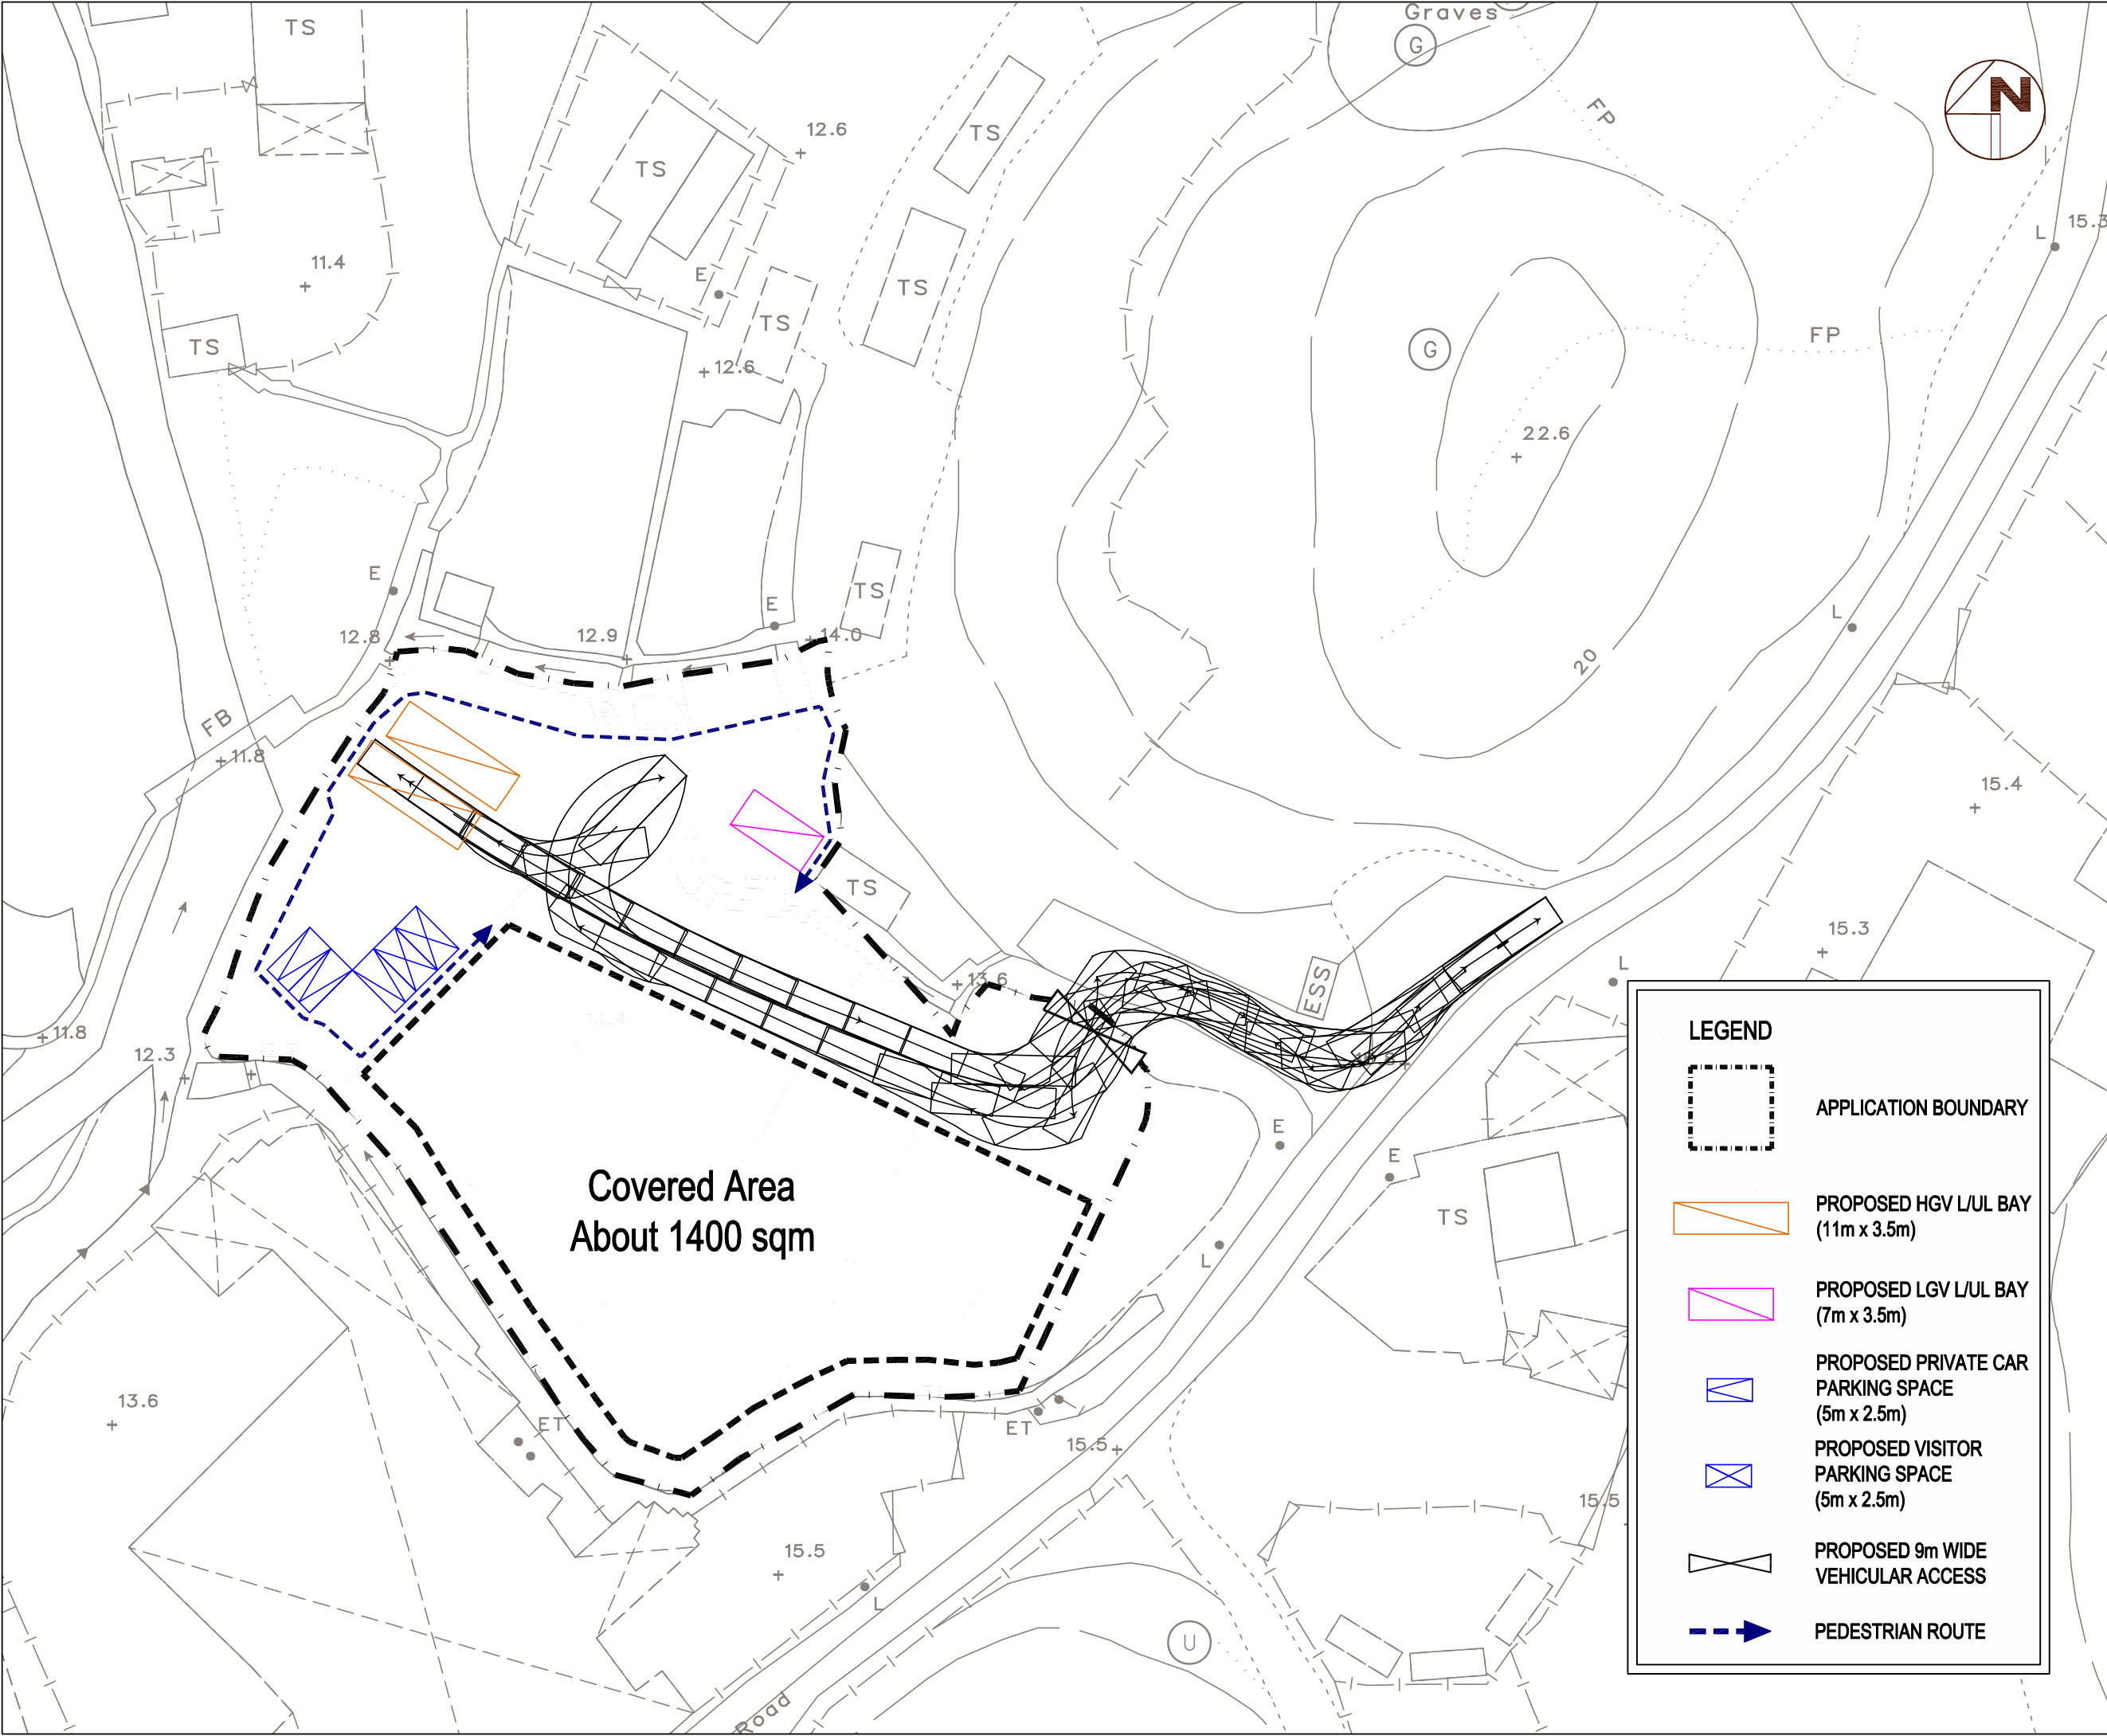 Graves
TS
G
N
12.6
TS
FP
TS
15.3
L
11.4
E
TS
TS
TS
G
FP
12.6
22.6
E
TS
E
L
12.8
12.9
14.0
20
FB
11.8
15.4
TS
15.3
13.6
ESS
L
11.8
12.3
E
E
TS
L
Covered Area
About 1400 sqm
13.6
ET
ET
15.5
15.5
15.5
L
U
Road
LEGEND
APPLICATION BOUNDARY
PROPOSED HGV L/UL BAY
(11m x 3.5m)
PROPOSED LGV L/UL BAY
(7m x 3.5m)
PROPOSED PRIVATE CAR
PARKING SPACE
(5m x 2.5m)
PROPOSED VISITOR
PARKING SPACE
(5m x 2.5m)
PROPOSED 9m WIDE
VEHICULAR ACCESS
PEDESTRIAN ROUTE